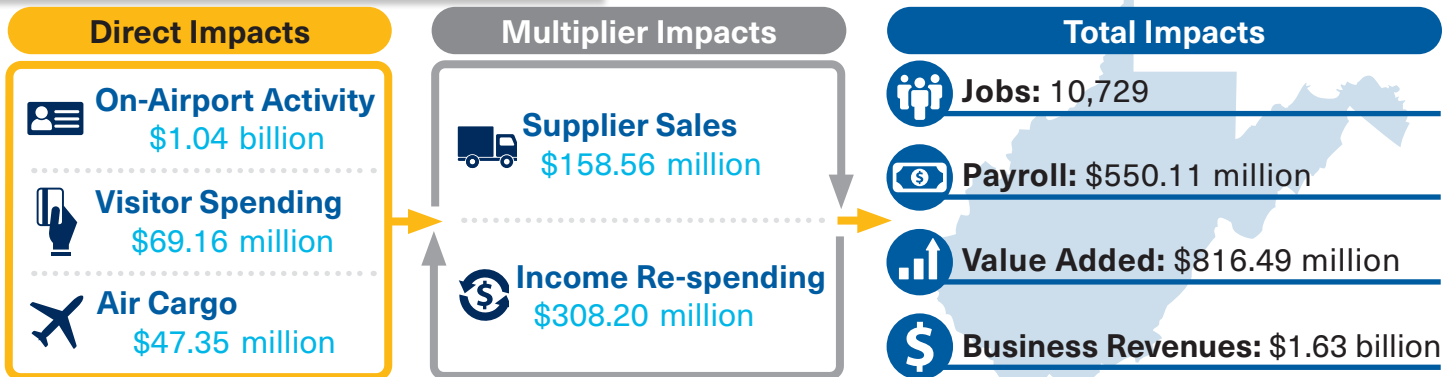 Direct Impacts
On-Airport Activity
$1.04 billion
Visitor Spending
$69.16 million
Air Cargo
$47.35 million
Multiplier Impacts
Supplier Sales
$158.56 million
Income Re-spending
$308.20 million
Total Impacts
Jobs: 10,729
Payroll: $550.11 million
Value Added: $816.49 million
Business Revenues: $1.63 billion